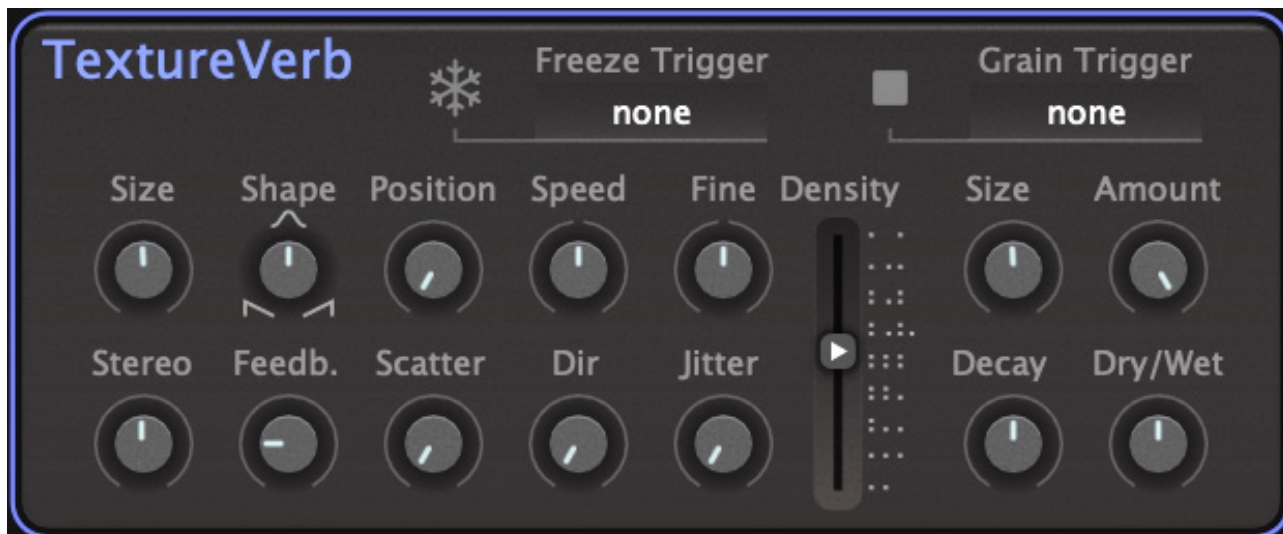 TextureVerb
Freeze Trigger
none
Grain Trigger
none
Size Shape Position Speed Fine Density Size Amount
Stereo Feedb. Scatter Dir Jitter Decay Dry/Wet